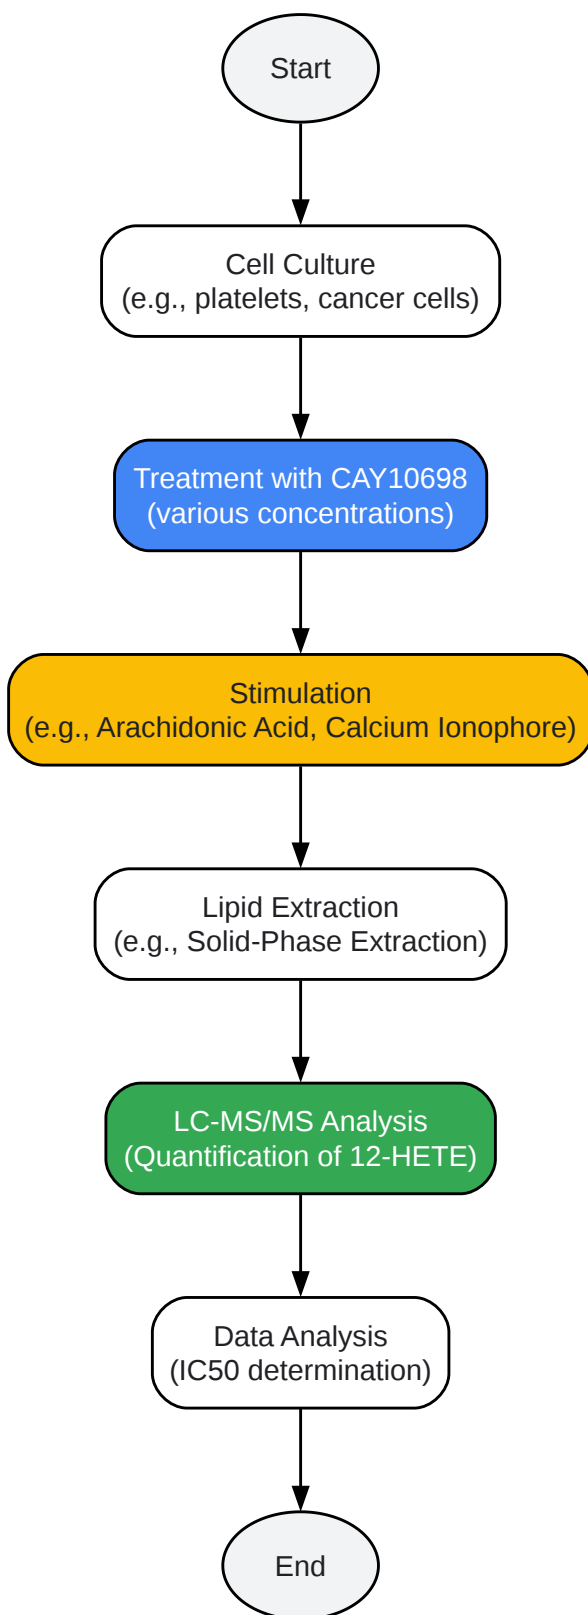 Start
Cell Culture
(e.g., platelets, cancer cells)
Treatment with CAY10698
(various concentrations)
Stimulation
(e.g., Arachidonic Acid, Calcium Ionophore)
Lipid Extraction
(e.g., Solid-Phase Extraction)
LC-MS/MS Analysis
(Quantification of 12-HETE)
Data Analysis
(IC50 determination)
End